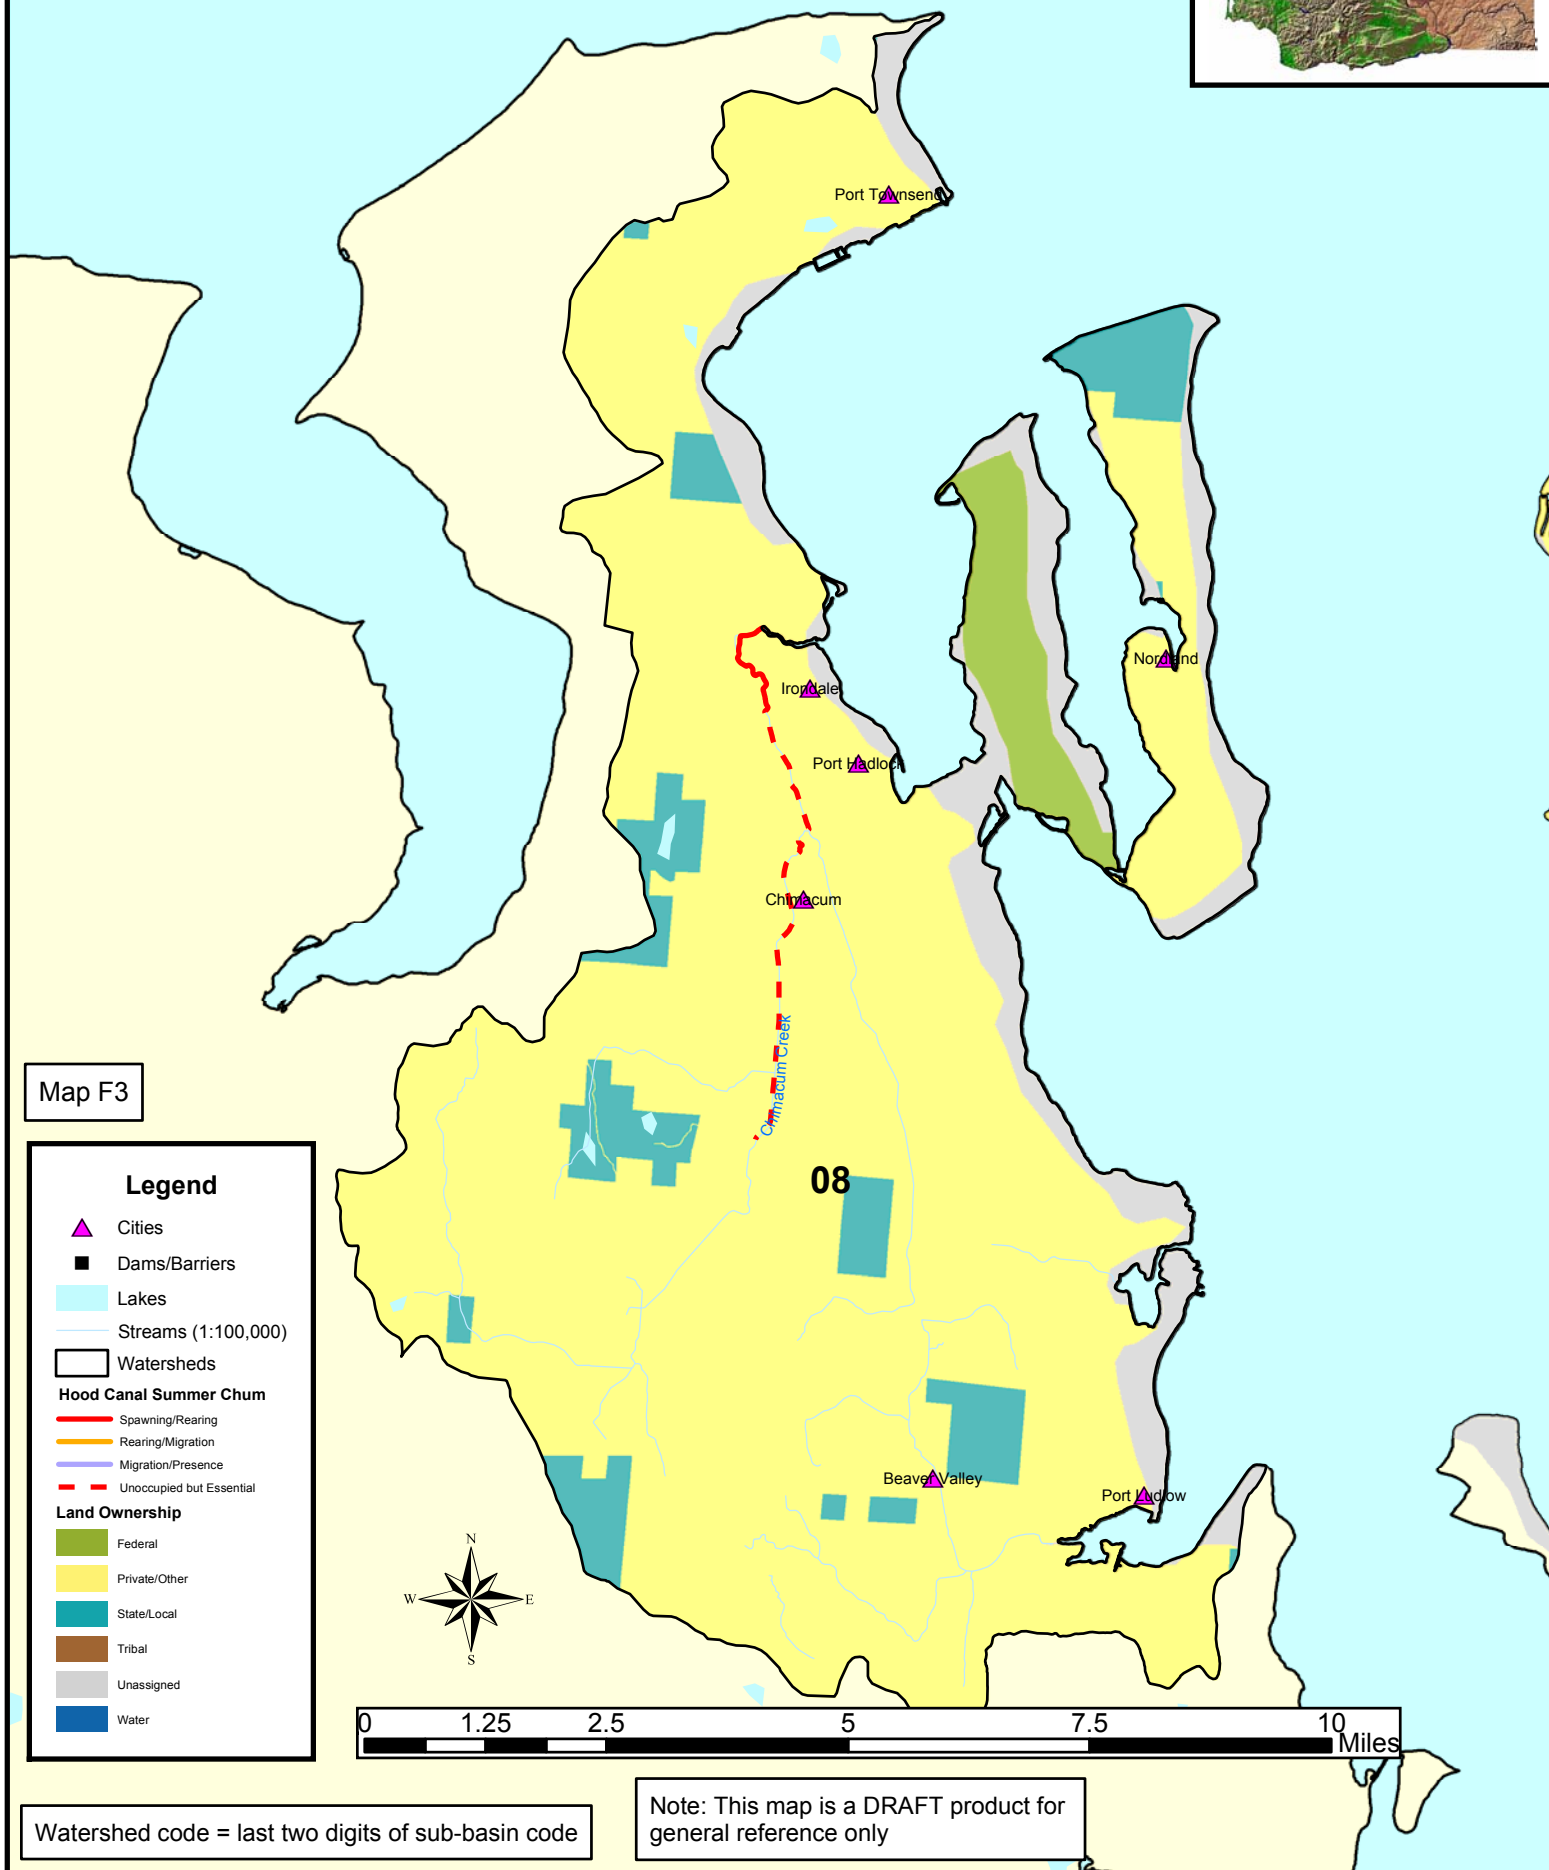 Port Townsend
Nordland
Irondale
Port Hadlock
Chimacum
Chimacum Creek
Map F3
08
Legend
Cities
Dams/Barriers
Lakes
Streams (1:100,000)
Watersheds
Hood Canal Summer Chum
Spawning/Rearing
Rearing/Migration
Migration/Presence
Unoccupied but Essential
Land Ownership
Federal
Private/Other
State/Local
Tribal
Unassigned
Water
Beaver Valley
Port Ludlow
N
W E
S
0 1.25 2.5 5 7.5 10
Miles
Watershed code = last two digits of sub-basin code
Note: This map is a DRAFT product for
general reference only